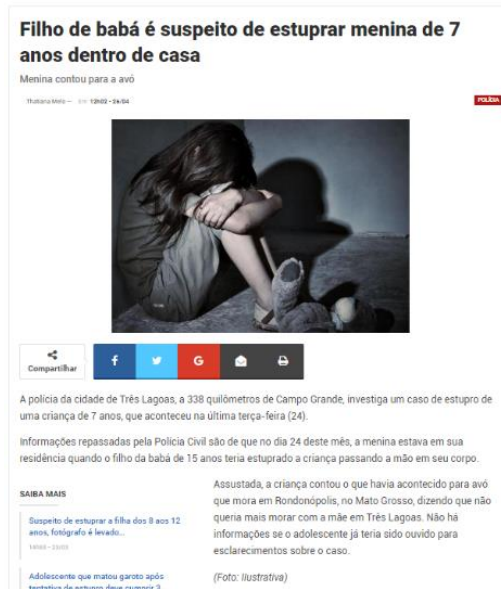 Filho de babá é suspeito de estuprar menina de 7
anos dentro de casa
Menina contou para a avó
Thatiana Melo — 12h02 - 26/04
POLÍCIA
Compartilhar
A polícia da cidade de Três Lagoas, a 338 quilômetros de Campo Grande, investiga um caso de estupro de
uma criança de 7 anos, que aconteceu na última terça-feira (24).
Informações repassadas pela Polícia Civil são de que no dia 24 deste mês, a menina estava em sua
residência quando o filho da babá de 15 anos teria estuprado a criança passando a mão em seu corpo.
SAIBA MAIS
Suspeito de estuprar a filha dos 8 aos 12
anos, fotógrafo é levado...
Adolescente que matou garoto após
tentativa de estupro deve cumprir 3
Assustada, a criança contou o que havia acontecido para avó
que mora em Rondonópolis, no Mato Grosso, dizendo que não
queria mais morar com a mãe em Três Lagoas. Não há
informações se o adolescente já teria sido ouvido para
esclarecimentos sobre o caso.
(Foto: Ilustrativa)